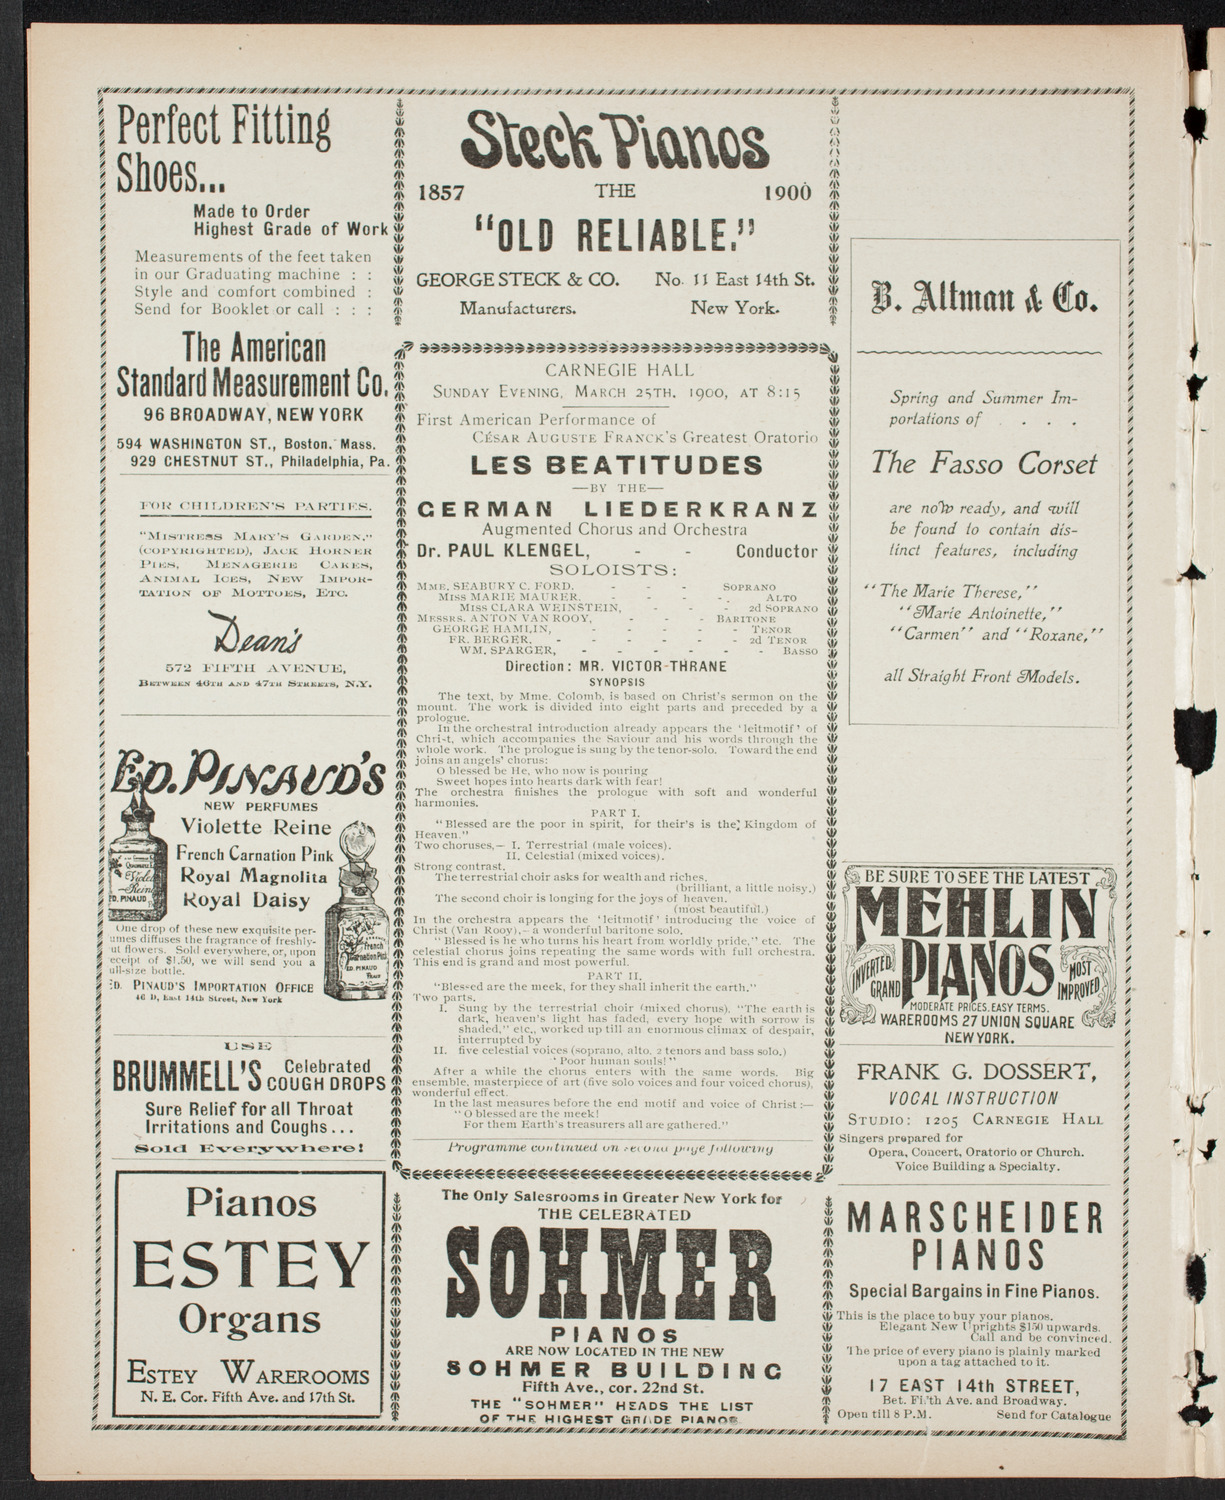 Perfect Fitting
Shoes...
Made to Order
Highest Grade of Work
Measurements of the feet taken
in our Graduating machine : :
Style and comfort combined :
Send for Booklet or call : : :
The American
Standard Measurement Co.
96 BROADWAY, NEW YORK
594 WASHINGTON ST., Boston. Mass.
929 CHESTNUT ST., Philadelphia, Pa.
FOR CHILDREN'S PARTIES.
"Mistress Mary's Garden."
(copyrighted), Jack Horner
Pies, Menagerie Cakes,
Animal Ices, New Impor-
tation of Mottoes, Etc.
Dean's
572 FIFTH AVENUE,
Between 46th and 47th Streets, N.Y.
ED. PINAUD'S
NEW PERFUMES
Violette Reine
French Carnation Pink
Royal Magnolita
Royal Daisy
One drop of these new exquisite per-
umes diffuses the fragrance of freshly-
ut flowers. Sold everywhere, or, upon
eceipt of $1.50, we will send you a
ull-size bottle.
ED. PINAUD'S IMPORTATION OFFICE
46 D, East 14th Street, New York
USE
BRUMMELL'S Celebrated
COUGH DROPS
Sure Relief for all Throat
Irritations and Coughs...
Sold Everywhere!
Pianos
ESTEY
Organs
ESTEY WAREROOMS
N. E. Cor. Fifth Ave. and 17th St.
Steck Pianos
1857 THE 1900
"OLD RELIABLE."
GEORGE STECK & CO. No. 11 East 14th St.
Manufacturers. New York.
CARNEGIE HALL
Sunday Evening, March 25th, 1900, at 8:15
First American Performance of
César Auguste Franck's Greatest Oratorio
LES BEATITUDES
—BY THE—
GERMAN LIEDERKRANZ
Augmented Chorus and Orchestra
Dr. PAUL KLENGEL, - - Conductor
SOLOISTS:
Mme. SEABURY C. FORD, - - - - Soprano
Miss MARIE MAURER, - - - - - Alto
Miss CLARA WEINSTEIN, - - - 2d Soprano
Messrs. ANTON VAN ROOY, - - - Baritone
GEORGE HAMLIN, - - - - - Tenor
FR. BERGER, - - - - - - 2d Tenor
WM. SPARGER, - - - - - - Basso
Direction: MR. VICTOR-THRANE
SYNOPSIS
The text, by Mme. Colomb, is based on Christ's sermon on the
mount. The work is divided into eight parts and preceded by a
prologue.
In the orchestral introduction already appears the 'leitmotif' of
Christ, which accompanies the Saviour and his words through the
whole work. The prologue is sung by the tenor-solo. Toward the end
joins an angels' chorus:
O blessed be He, who now is pouring
Sweet hopes into hearts dark with fear!
The orchestra finishes the prologue with soft and wonderful
harmonies.
PART I.
"Blessed are the poor in spirit, for their's is the Kingdom of
Heaven."
Two choruses,— I. Terrestrial (male voices).
II. Celestial (mixed voices).
Strong contrast.
The terrestrial choir asks for wealth and riches,
(brilliant, a little noisy.)
The second choir is longing for the joys of heaven.
(most beautiful.)
In the orchestra appears the 'leitmotif' introducing the voice of
Christ (Van Rooy),—a wonderful baritone solo,
"Blessed is he who turns his heart from worldly pride," etc. The
celestial chorus joins repeating the same words with full orchestra.
This end is grand and most powerful.
PART II.
"Blessed are the meek, for they shall inherit the earth."
Two parts,
I. Sung by the terrestrial choir (mixed chorus), "The earth is
dark, heaven's light has faded, every hope with sorrow is
shaded," etc., worked up till an enormous climax of despair,
interrupted by
II. five celestial voices (soprano, alto, 2 tenors and bass solo,)
'Poor human souls!"
After a while the chorus enters with the same words. Big
ensemble, masterpiece of art (five solo voices and four voiced chorus),
wonderful effect.
In the last measures before the end motif and voice of Christ:—
"O blessed are the meek!
For them Earth's treasurers all are gathered."
Programme continued on second page following
The Only Salesrooms in Greater New York for
THE CELEBRATED
SOHMER
PIANOS
ARE NOW LOCATED IN THE NEW
SOHMER BUILDING
Fifth Ave., cor. 22nd St.
THE "SOHMER" HEADS THE LIST
OF THE HIGHEST GRADE PIANOS
B. Altman & Co.
Spring and Summer Im-
portations of . . . .
The Fasso Corset
are now ready, and will
be found to contain dis-
tinct features, including
"The Marie Therese,"
"Marie Antoinette,"
"Carmen" and "Roxane,"
all Straight Front Models.
BE SURE TO SEE THE LATEST
MEHLIN
PIANOS
INVERTED
GRAND
MOST
IMPROVED
MODERATE PRICES. EASY TERMS.
WAREROOMS 27 UNION SQUARE
NEW YORK.
FRANK G. DOSSERT,
VOCAL INSTRUCTION
Studio: 1205 Carnegie Hall
Singers prepared for
Opera, Concert, Oratorio or Church.
Voice Building a Specialty.
MARSCHEIDER
PIANOS
Special Bargains in Fine Pianos.
This is the place to buy your pianos.
Elegant New Uprights $150 upwards.
Call and be convinced.
The price of every piano is plainly marked
upon a tag attached to it.
17 EAST 14th STREET,
Bet. Fifth Ave. and Broadway.
Open till 8 P.M. Send for Catalogue